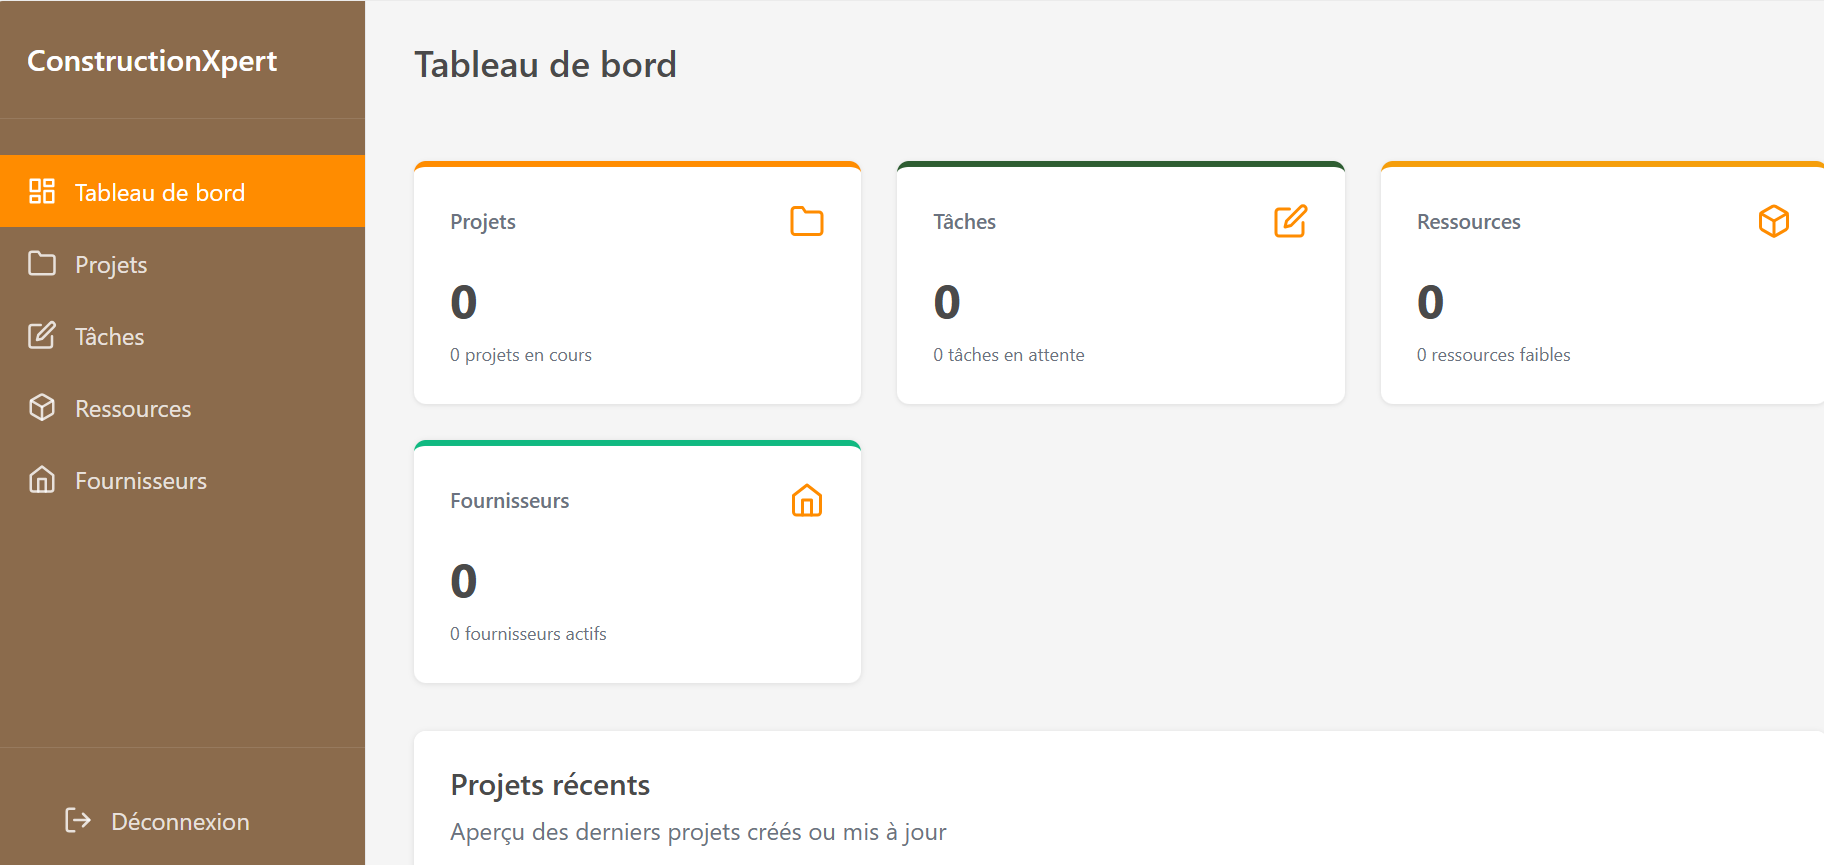 ConstructionXpert
Tableau de bord
Projets
Tâches
Ressources
Fournisseurs
Déconnexion
Tableau de bord
Projets
0
0 projets en cours
Tâches
0
0 tâches en attente
Ressources
0
0 ressources faibles
Fournisseurs
0
0 fournisseurs actifs
Projets récents
Aperçu des derniers projets créés ou mis à jour